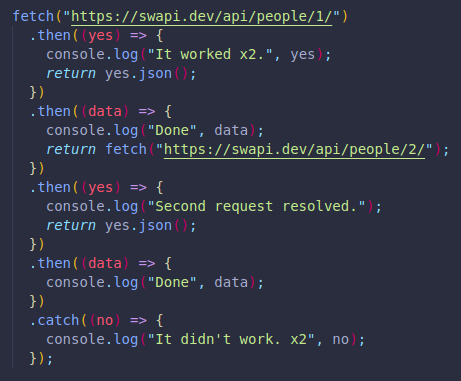 fetch("https://swapi.dev/api/people/1/")
  .then((yes) => {
    console.log("It worked x2.", yes);
    return yes.json();
  })
  .then((data) => {
    console.log("Done", data);
    return fetch("https://swapi.dev/api/people/2/");
  })
  .then((yes) => {
    console.log("Second request resolved.");
    return yes.json();
  })
  .then((data) => {
    console.log("Done", data);
  })
  .catch((no) => {
    console.log("It didn't work. x2", no);
  });